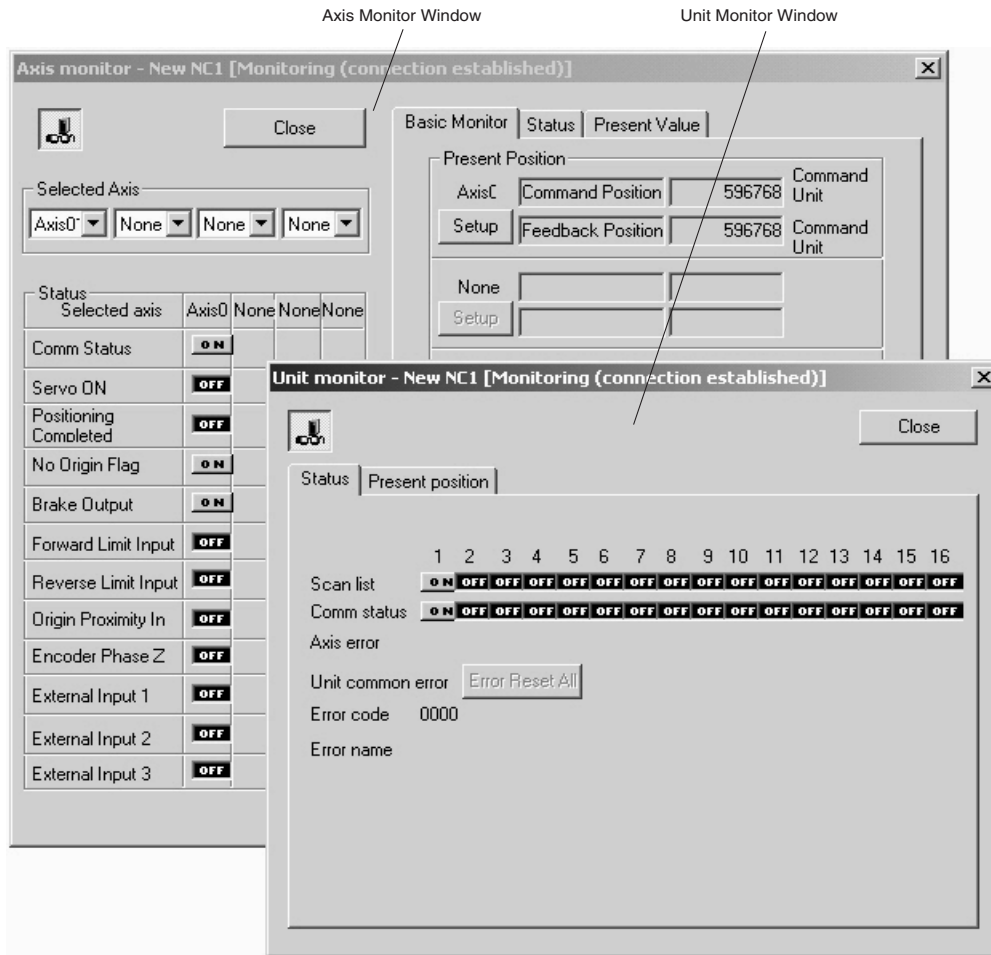 Axis Monitor Window
Unit Monitor Window
Axis monitor - New NC1 [Monitoring (connection established)]
Close
Basic Monitor Status Present Value
Selected Axis
Axis0 None None None
Present Position
Axis0 Command Position 596768 Command Unit
Setup Feedback Position 596768 Command Unit
None
Setup
Status
Selected axis Axis0 None None None
Comm Status ON
Servo ON OFF
Positioning Completed OFF
No Origin Flag ON
Brake Output ON
Forward Limit Input OFF
Reverse Limit Input OFF
Origin Proximity In OFF
Encoder Phase Z OFF
External Input 1 OFF
External Input 2 OFF
External Input 3 OFF
Unit monitor - New NC1 [Monitoring (connection established)]
Close
Status Present position
1 2 3 4 5 6 7 8 9 10 11 12 13 14 15 16
Scan list ON OFF OFF OFF OFF OFF OFF OFF OFF OFF OFF OFF OFF OFF OFF OFF
Comm status ON OFF OFF OFF OFF OFF OFF OFF OFF OFF OFF OFF OFF OFF OFF OFF
Axis error
Unit common error Error Reset All
Error code 0000
Error name